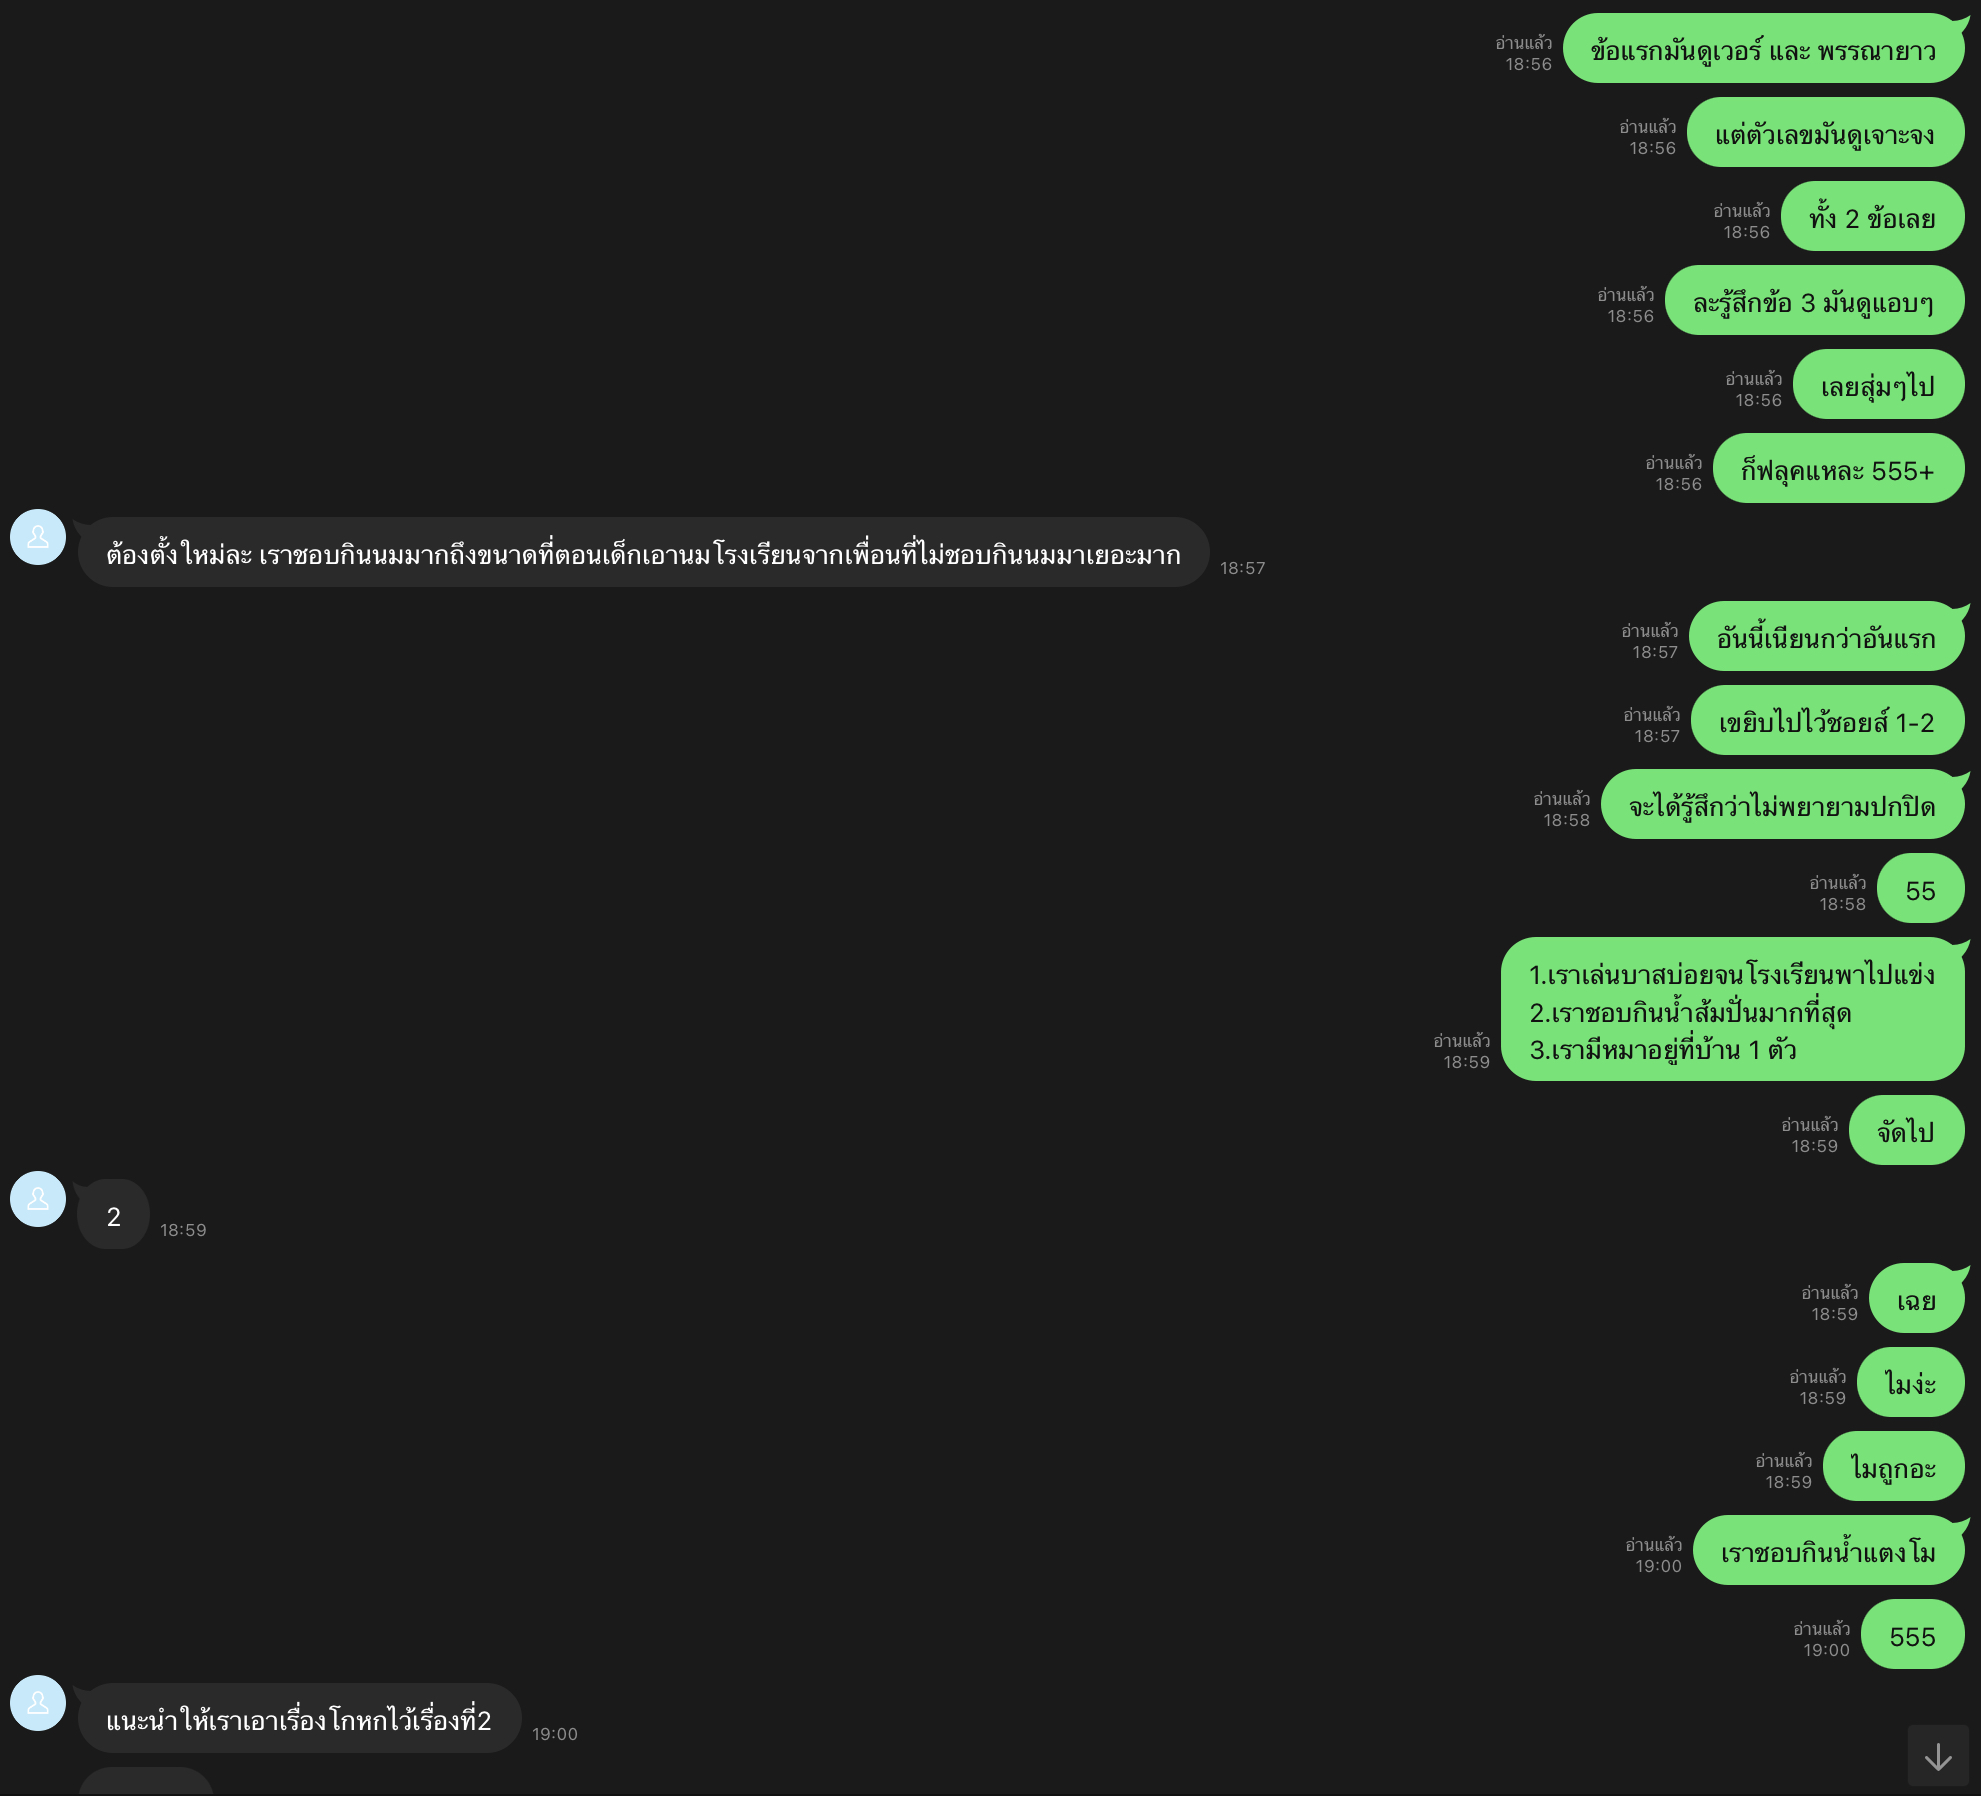 ข้อแรกมันดูเวอร์ และ พรรณายาว
อ่านแล้ว
18:56
แต่ตัวเลขมันดูเจาะจง
อ่านแล้ว
18:56
ทั้ง 2 ข้อเลย
อ่านแล้ว
18:56
ละรู้สึกข้อ 3 มันดูแอบๆ
อ่านแล้ว
18:56
เลยสุ่มๆไป
อ่านแล้ว
18:56
ก็ฟลุคแหละ 555+
อ่านแล้ว
18:56
ต้องตั้งใหม่ละ เราชอบกินนมมากถึงขนาดที่ตอนเด็กเอานมโรงเรียนจากเพื่อนที่ไม่ชอบกินนมมาเยอะมาก
18:57
อันนี้เนียนกว่าอันแรก
อ่านแล้ว
18:57
เขยิบไปไว้ชอยส์ 1-2
อ่านแล้ว
18:57
จะได้รู้สึกว่าไม่พยายามปกปิด
อ่านแล้ว
18:58
55
อ่านแล้ว
18:58
1.เราเล่นบาสบ่อยจนโรงเรียนพาไปแข่ง
2.เราชอบกินน้ำส้มปั่นมากที่สุด
3.เรามีหมาอยู่ที่บ้าน 1 ตัว
อ่านแล้ว
18:59
จัดไป
อ่านแล้ว
18:59
2
18:59
เฉย
อ่านแล้ว
18:59
ไมง่ะ
อ่านแล้ว
18:59
ไมถูกอะ
อ่านแล้ว
18:59
เราชอบกินน้ำแตงโม
อ่านแล้ว
19:00
555
อ่านแล้ว
19:00
แนะนำให้เราเอาเรื่องโกหกไว้เรื่องที่2
19:00